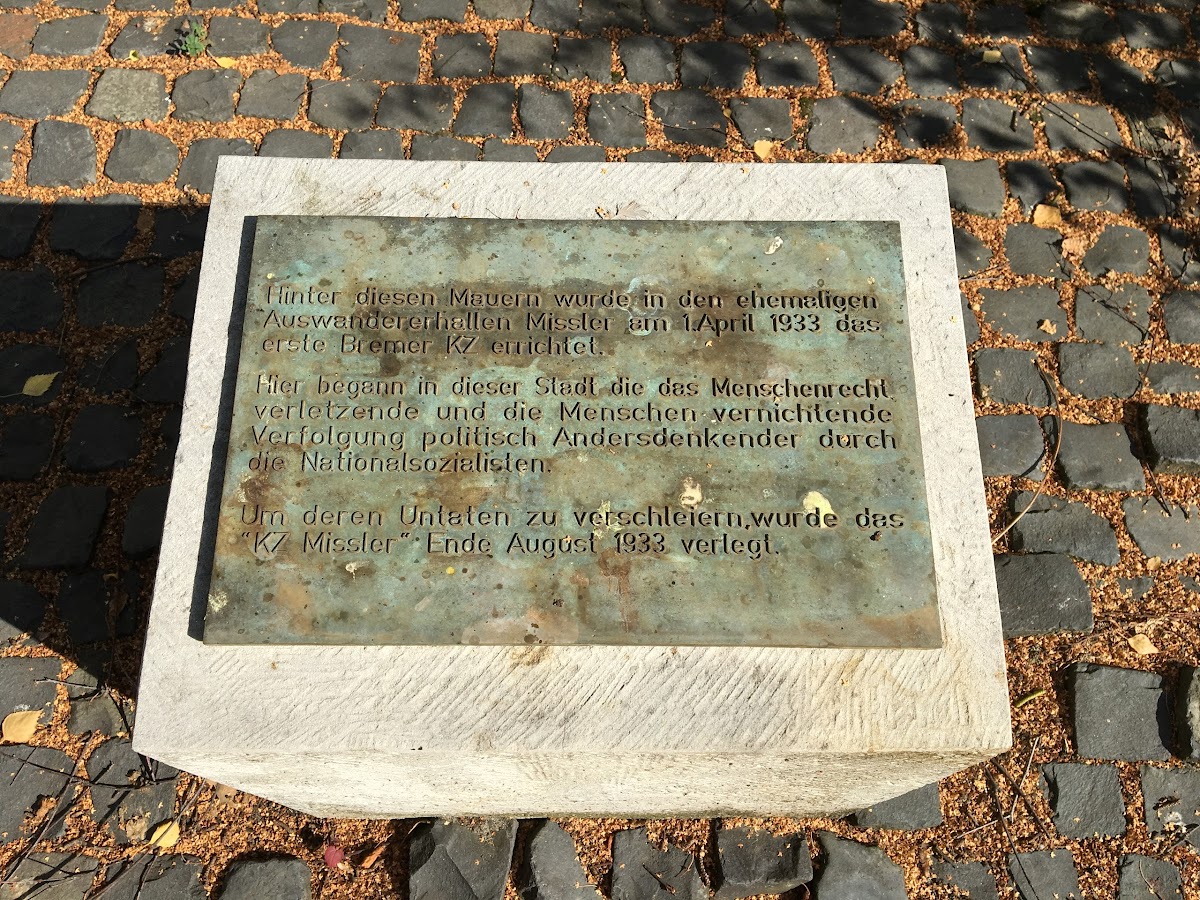 Hinter diesen Mauern wurde in den ehemaligen
Auswandererhallen Missler am 1.April 1933 das
erste Bremer KZ errichtet.
Hier begann in dieser Stadt die das Menschenrecht
verletzende und die Menschen vernichtende
Verfolgung politisch Andersdenkender durch
die Nationalsozialisten.
Um deren Untaten zu verschleiern,wurde das
"KZ Missler" Ende August 1933 verlegt.